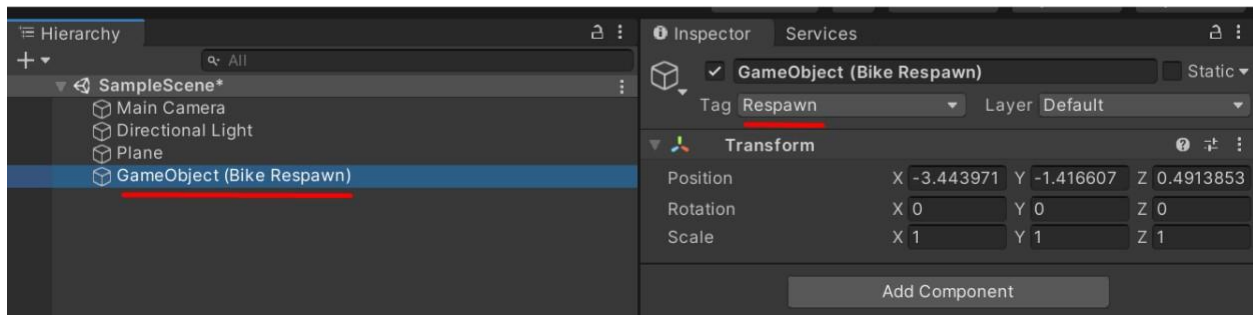 Hierarchy
All
SampleScene*
Main Camera
Directional Light
Plane
GameObject (Bike Respawn)
Inspector Services
GameObject (Bike Respawn) Static
Tag Respawn Layer Default
Transform
Position X -3.443971 Y -1.416607 Z 0.4913853
Rotation X 0 Y 0 Z 0
Scale X 1 Y 1 Z 1
Add Component